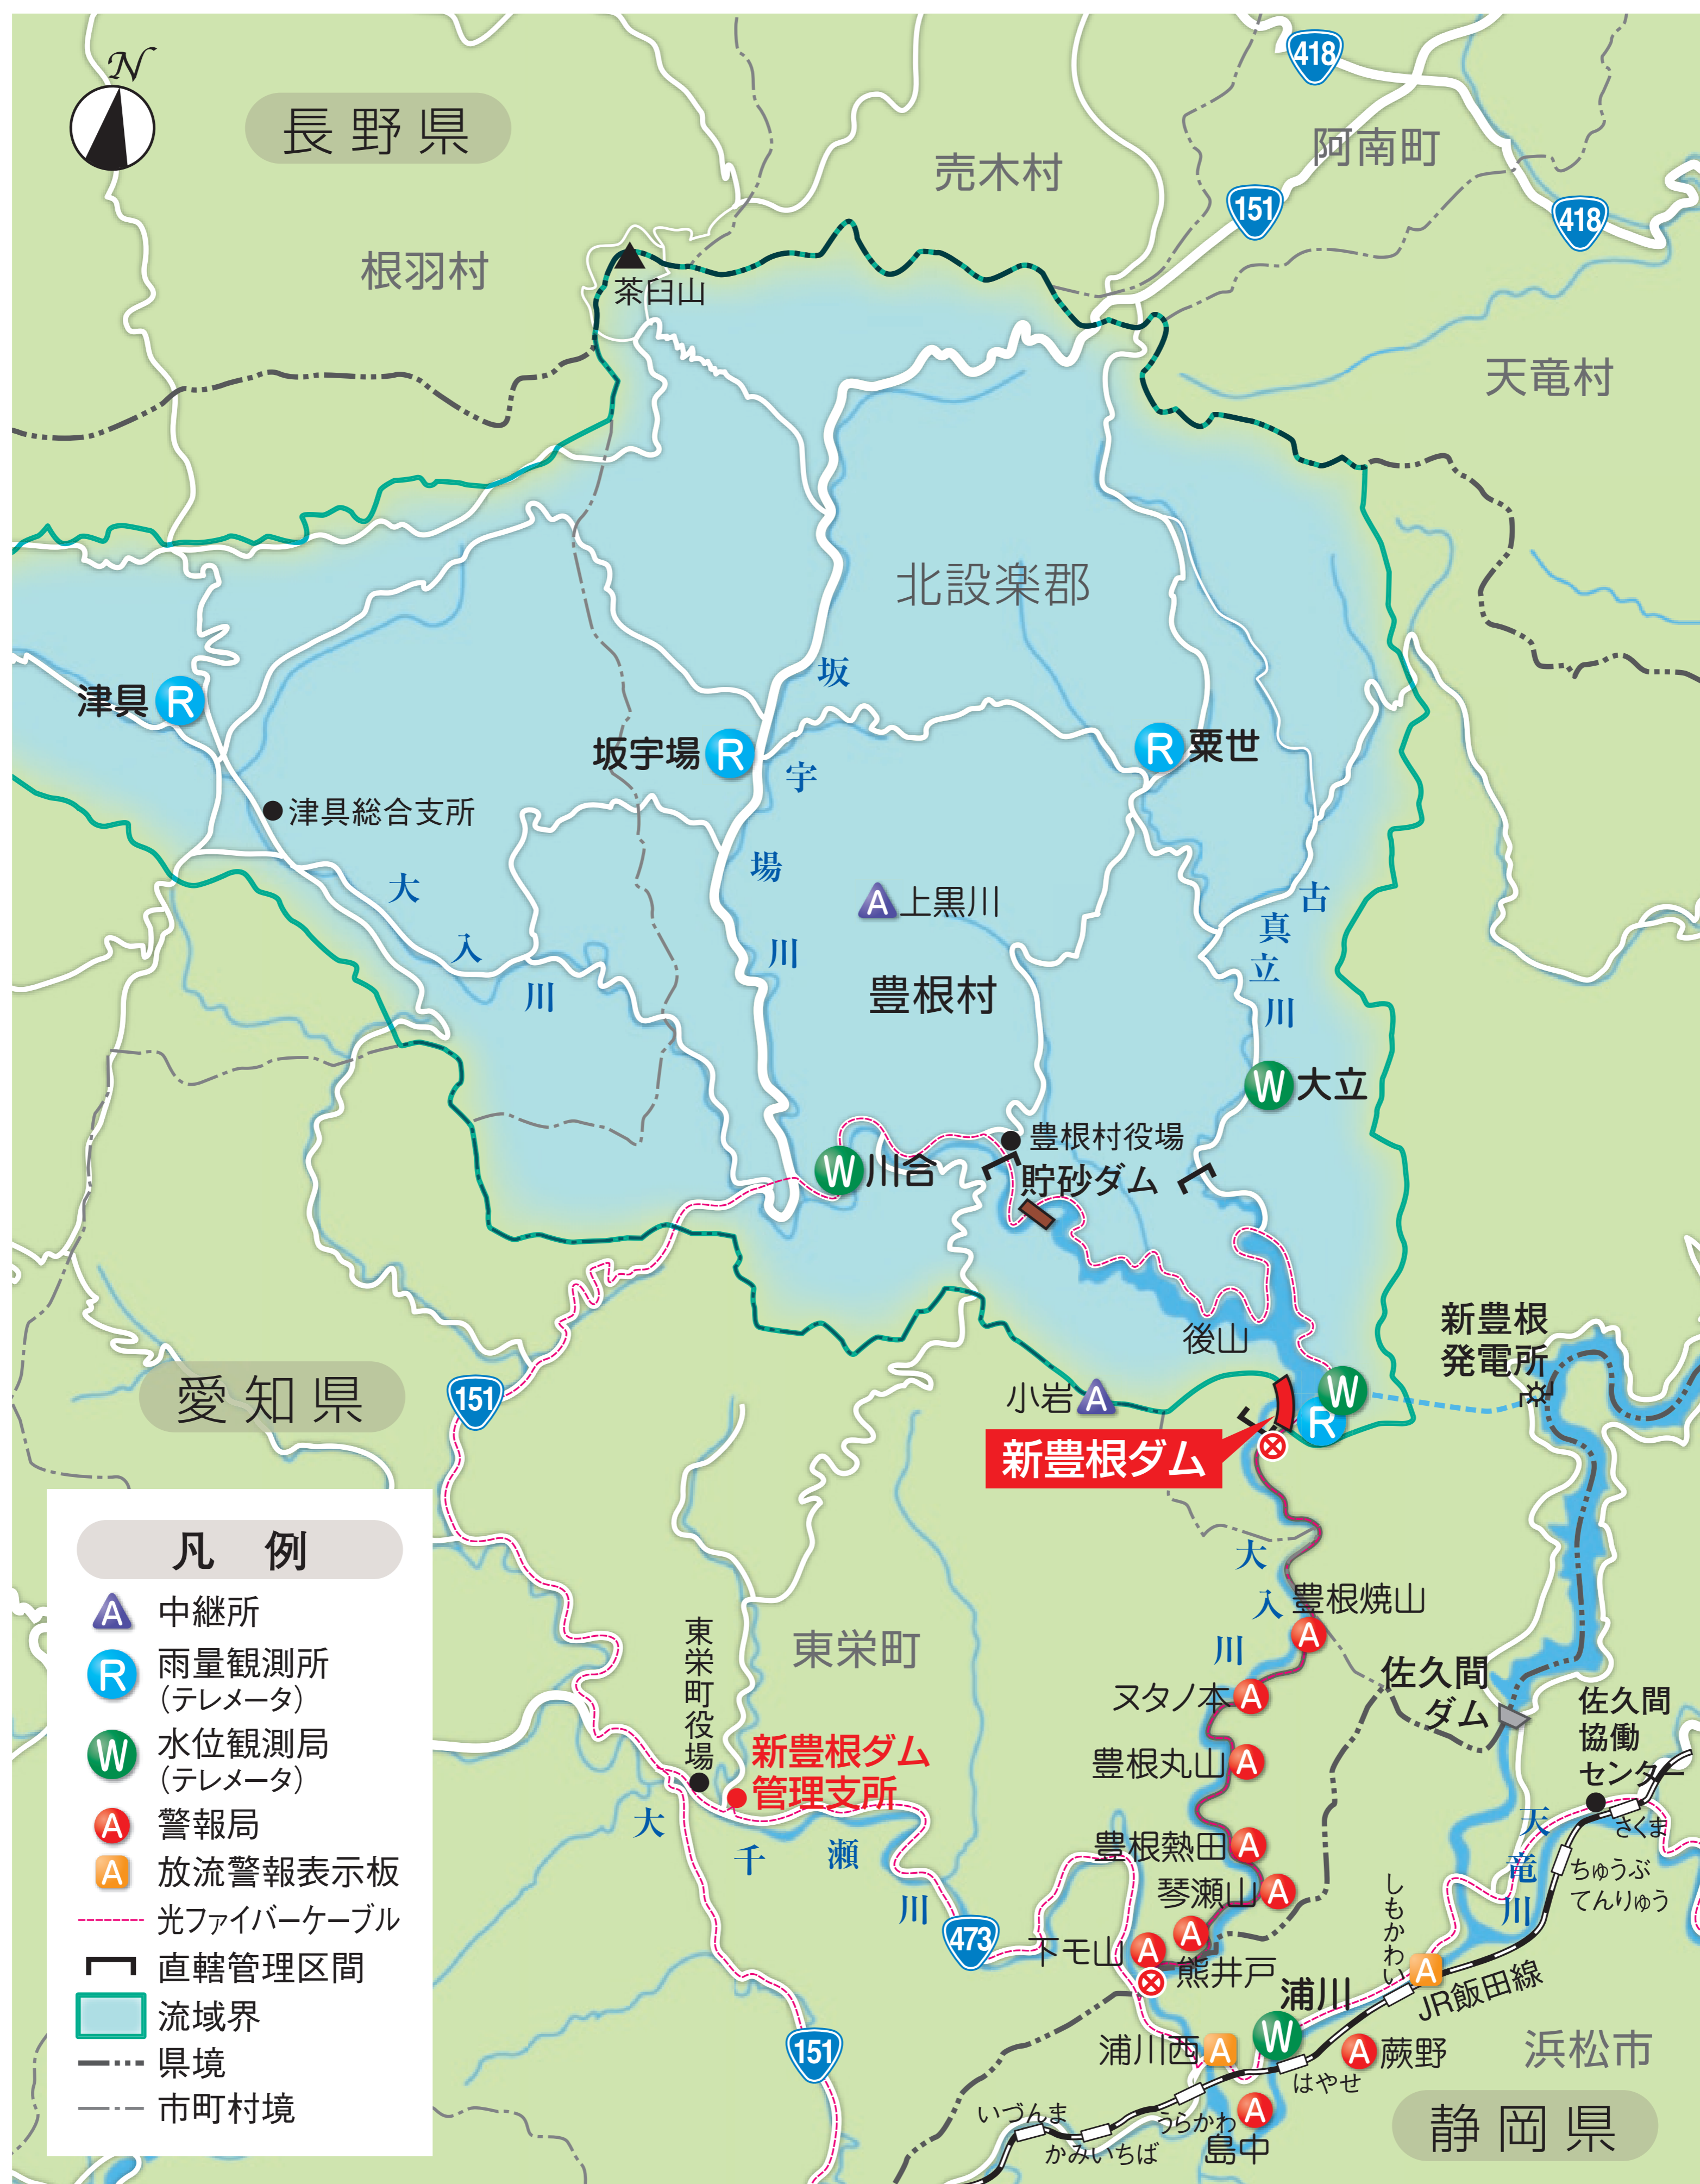 N
長野県
418
阿南町
売木村
151
418
根羽村
茶臼山
天竜村
北設楽郡
坂宇場川
津具
R
坂宇場
R
R
粟世
津具総合支所
大入川
A
上黒川
古真立川
豊根村
W
大立
豊根村役場
W
川合
貯砂ダム
新豊根
発電所
後山
愛知県
151
小岩
A
W
R
新豊根ダム
大入川
豊根焼山
A
東栄町
東栄町役場
ヌタノ本
A
佐久間
ダム
佐久間
協働
センター
新豊根ダム
管理支所
豊根丸山
A
さくま
大千瀬川
豊根熱田
A
天竜川
ちゅうぶ
てんりゅう
琴瀬山
A
しもかわい
473
下モ山
A
A
熊井戸
A
JR飯田線
浦川
W
151
浦川西
A
A
蕨野
浜松市
はやせ
静岡県
いづんま
かみいちば
うらかわ
A
島中
凡例
A
中継所
R
雨量観測所
(テレメータ)
W
水位観測局
(テレメータ)
A
警報局
A
放流警報表示板
光ファイバーケーブル
直轄管理区間
流域界
県境
市町村境